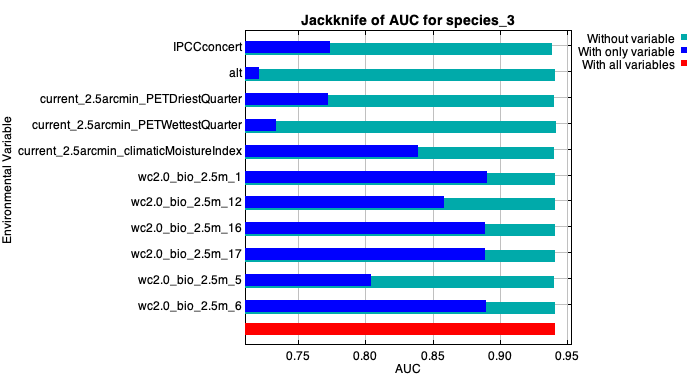 Jackknife of AUC for species_3
Without variable
With only variable
With all variables
Environmental Variable
IPCCconcert
alt
current_2.5arcmin_PETDriestQuarter
current_2.5arcmin_PETWettestQuarter
current_2.5arcmin_climaticMoistureIndex
wc2.0_bio_2.5m_1
wc2.0_bio_2.5m_12
wc2.0_bio_2.5m_16
wc2.0_bio_2.5m_17
wc2.0_bio_2.5m_5
wc2.0_bio_2.5m_6
0.75 0.80 0.85 0.90 0.95
AUC